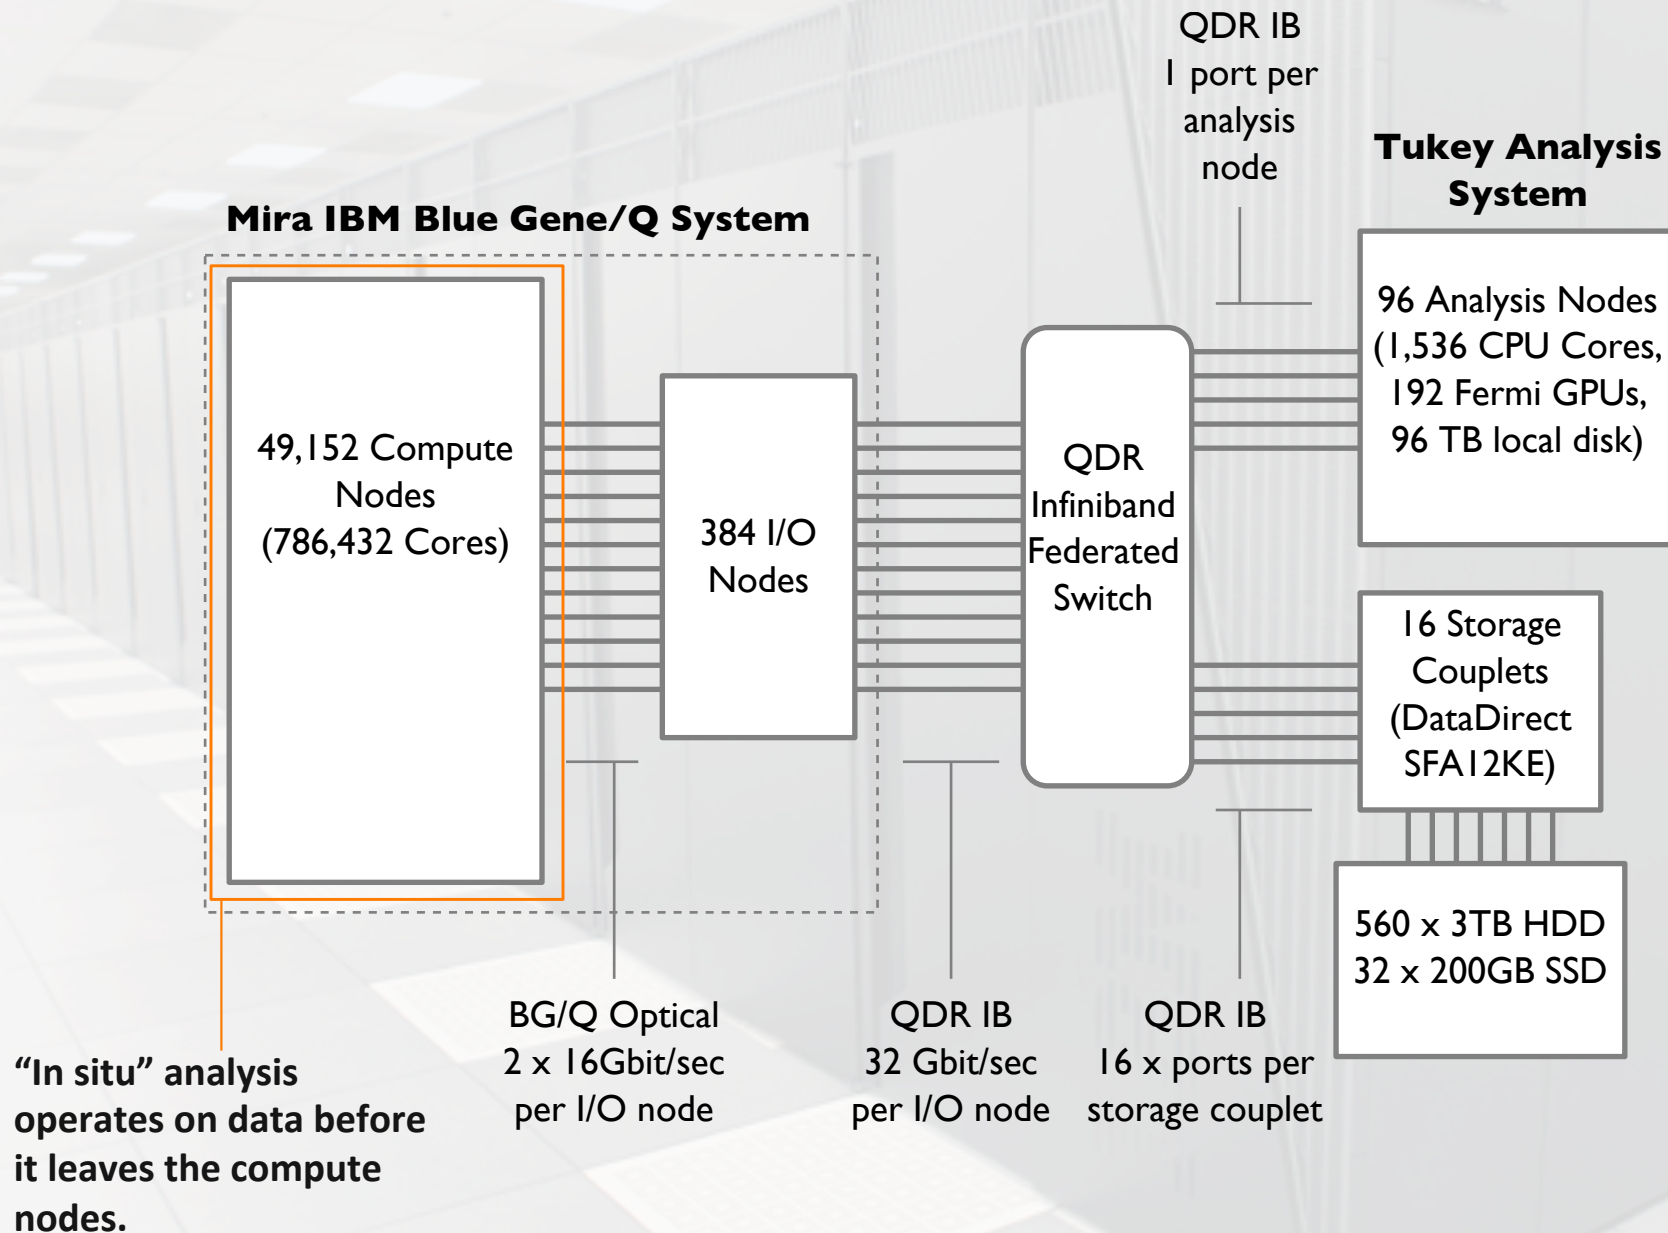 QDR IB
1 port per
analysis
node
Tukey Analysis
System
Mira IBM Blue Gene/Q System
96 Analysis Nodes
(1,536 CPU Cores,
192 Fermi GPUs,
96 TB local disk)
49,152 Compute
Nodes
(786,432 Cores)
384 I/O
Nodes
QDR
Infiniband
Federated
Switch
16 Storage
Couplets
(DataDirect
SFA12KE)
560 x 3TB HDD
32 x 200GB SSD
BG/Q Optical
2 x 16Gbit/sec
per I/O node
QDR IB
32 Gbit/sec
per I/O node
QDR IB
16 x ports per
storage couplet
“In situ” analysis
operates on data before
it leaves the compute
nodes.